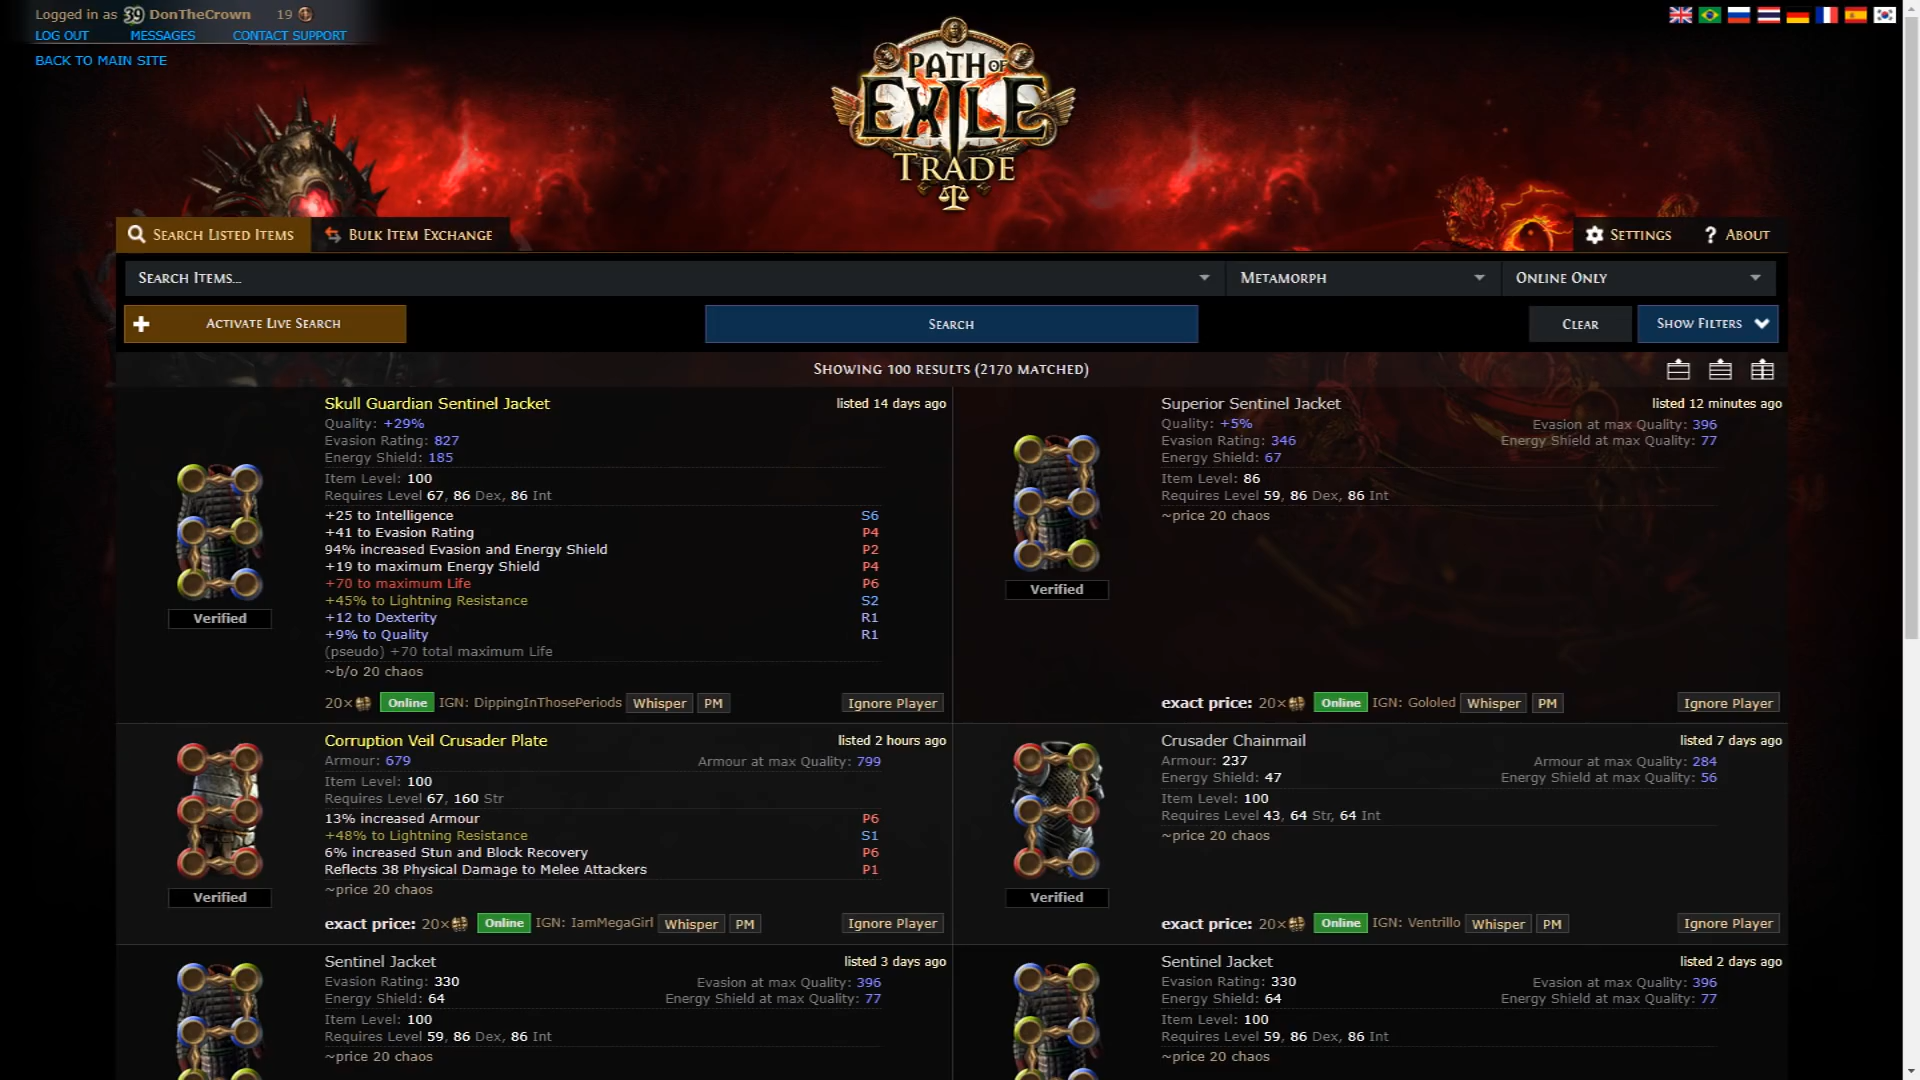 Logged in as 39 DonTheCrown 19
LOG OUT MESSAGES CONTACT SUPPORT
BACK TO MAIN SITE
PATH OF EXILE TRADE
SEARCH LISTED ITEMS BULK ITEM EXCHANGE SETTINGS ? ABOUT
SEARCH ITEMS... METAMORPH ONLINE ONLY
ACTIVATE LIVE SEARCH SEARCH CLEAR SHOW FILTERS
SHOWING 100 RESULTS (2170 MATCHED)
Skull Guardian Sentinel Jacket listed 14 days ago
Quality: +29%
Evasion Rating: 827
Energy Shield: 185
Item Level: 100
Requires Level 67, 86 Dex, 86 Int
+25 to Intelligence S6
+41 to Evasion Rating P4
94% increased Evasion and Energy Shield P2
+19 to maximum Energy Shield P4
+70 to maximum Life P6
+45% to Lightning Resistance S2
+12 to Dexterity R1
+9% to Quality R1
(pseudo) +70 total maximum Life
~b/o 20 chaos
Verified
20× Online IGN: DippingInThosePeriods Whisper PM Ignore Player
Superior Sentinel Jacket listed 12 minutes ago
Quality: +5% Evasion at max Quality: 396
Evasion Rating: 346 Energy Shield at max Quality: 77
Energy Shield: 67
Item Level: 86
Requires Level 59, 86 Dex, 86 Int
~price 20 chaos
Verified
exact price: 20× Online IGN: Gololed Whisper PM Ignore Player
Corruption Veil Crusader Plate listed 2 hours ago
Armour: 679 Armour at max Quality: 799
Item Level: 100
Requires Level 67, 160 Str
13% increased Armour P6
+48% to Lightning Resistance S1
6% increased Stun and Block Recovery P6
Reflects 38 Physical Damage to Melee Attackers P1
~price 20 chaos
Verified
exact price: 20× Online IGN: IamMegaGirl Whisper PM Ignore Player
Crusader Chainmail listed 7 days ago
Armour: 237 Armour at max Quality: 284
Energy Shield: 47 Energy Shield at max Quality: 56
Item Level: 100
Requires Level 43, 64 Str, 64 Int
~price 20 chaos
Verified
exact price: 20× Online IGN: Ventrillo Whisper PM Ignore Player
Sentinel Jacket listed 3 days ago
Evasion Rating: 330 Evasion at max Quality: 396
Energy Shield: 64 Energy Shield at max Quality: 77
Item Level: 100
Requires Level 59, 86 Dex, 86 Int
~price 20 chaos
Sentinel Jacket listed 2 days ago
Evasion Rating: 330 Evasion at max Quality: 396
Energy Shield: 64 Energy Shield at max Quality: 77
Item Level: 100
Requires Level 59, 86 Dex, 86 Int
~price 20 chaos